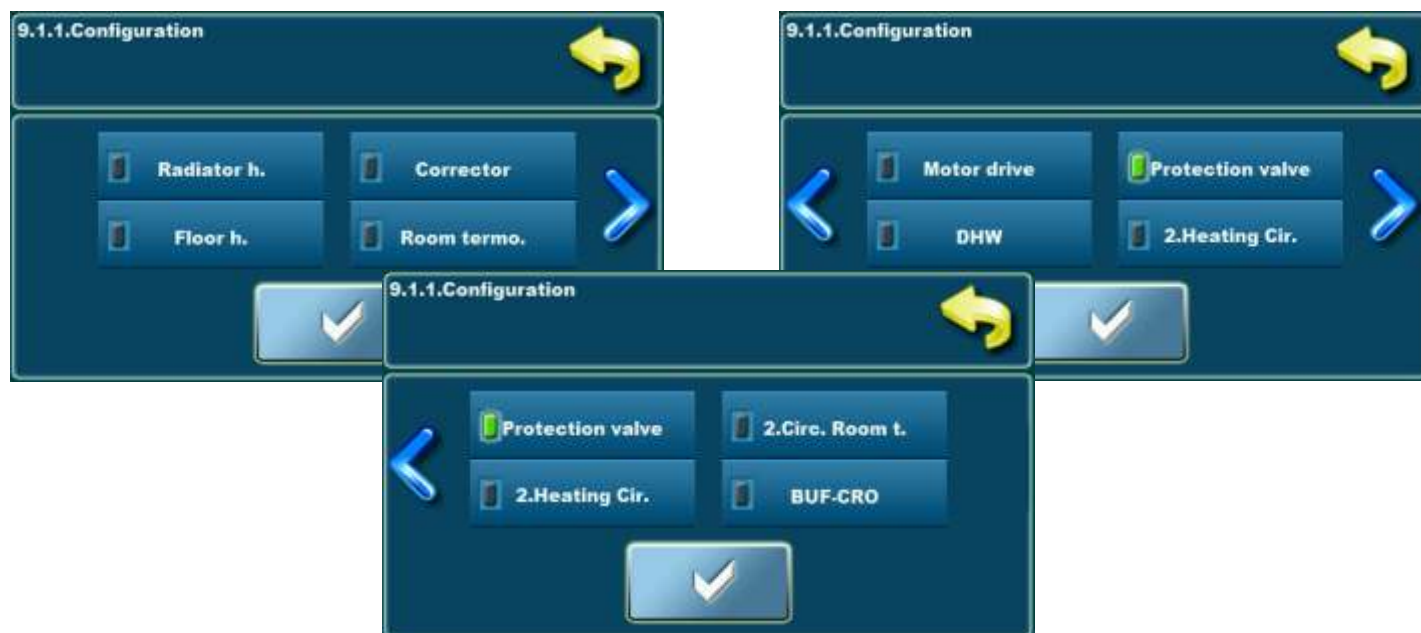 9.1.1.Configuration
Radiator h.
Corrector
Floor h.
Room termo.
9.1.1.Configuration
Motor drive
Protection valve
DHW
2.Heating Cir.
9.1.1.Configuration
Protection valve
2.Circ. Room t.
2.Heating Cir.
BUF-CRO